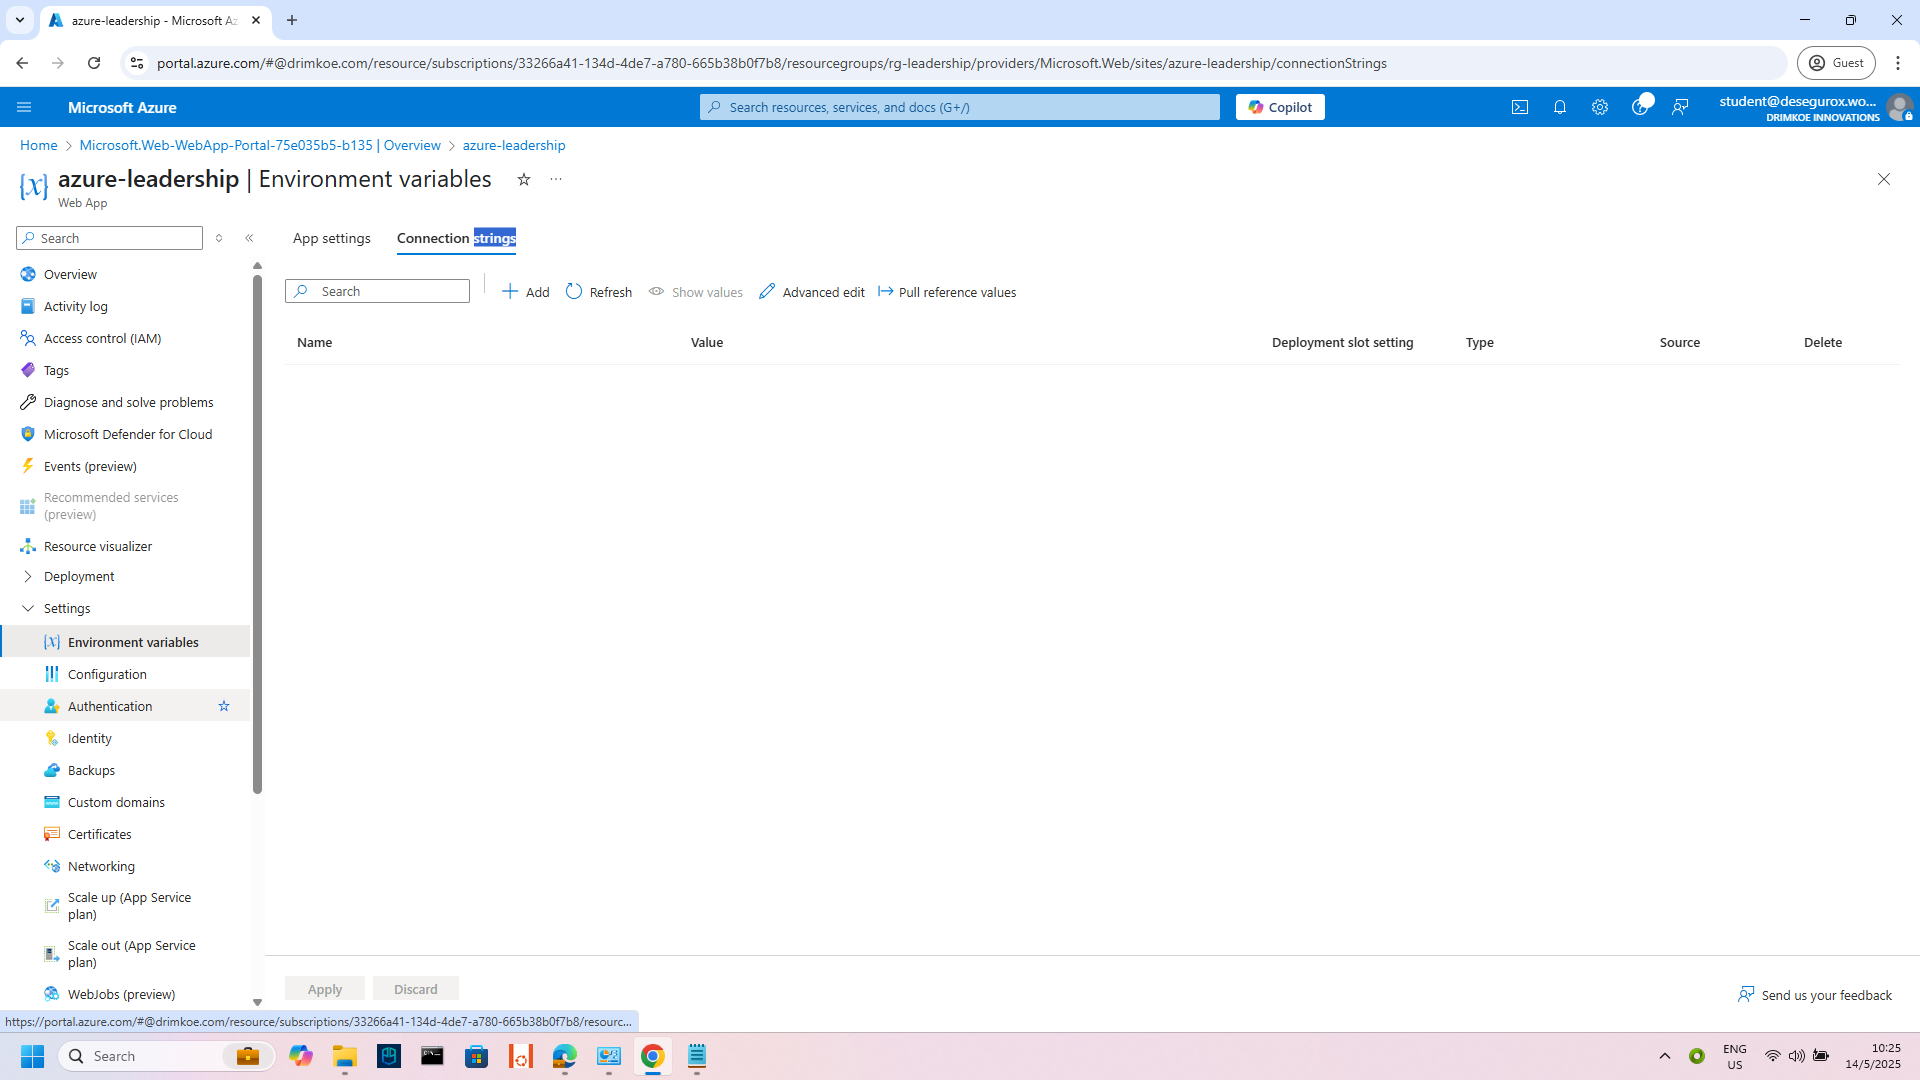 azure-leadership - Microsoft Az
portal.azure.com/#@drimkoe.com/resource/subscriptions/33266a41-134d-4de7-a780-665b38b0f7b8/resourcegroups/rg-leadership/providers/Microsoft.Web/sites/azure-leadership/connectionStrings
Guest
Microsoft Azure
Search resources, services, and docs (G+/)
Copilot
student@desegurox.wo...
DRIMKOE INNOVATIONS
Home
Microsoft.Web-WebApp-Portal-75e035b5-b135 | Overview
azure-leadership
azure-leadership | Environment variables
Web App
Search
App settings
Connection strings
Search
Add
Refresh
Show values
Advanced edit
Pull reference values
Name
Value
Deployment slot setting
Type
Source
Delete
Overview
Activity log
Access control (IAM)
Tags
Diagnose and solve problems
Microsoft Defender for Cloud
Events (preview)
Recommended services
(preview)
Resource visualizer
Deployment
Settings
Environment variables
Configuration
Authentication
Identity
Backups
Custom domains
Certificates
Networking
Scale up (App Service
plan)
Scale out (App Service
plan)
WebJobs (preview)
Apply
Discard
Send us your feedback
https://portal.azure.com/#@drimkoe.com/resource/subscriptions/33266a41-134d-4de7-a780-665b38b0f7b8/resourc...
Search
ENG
US
10:25
14/5/2025